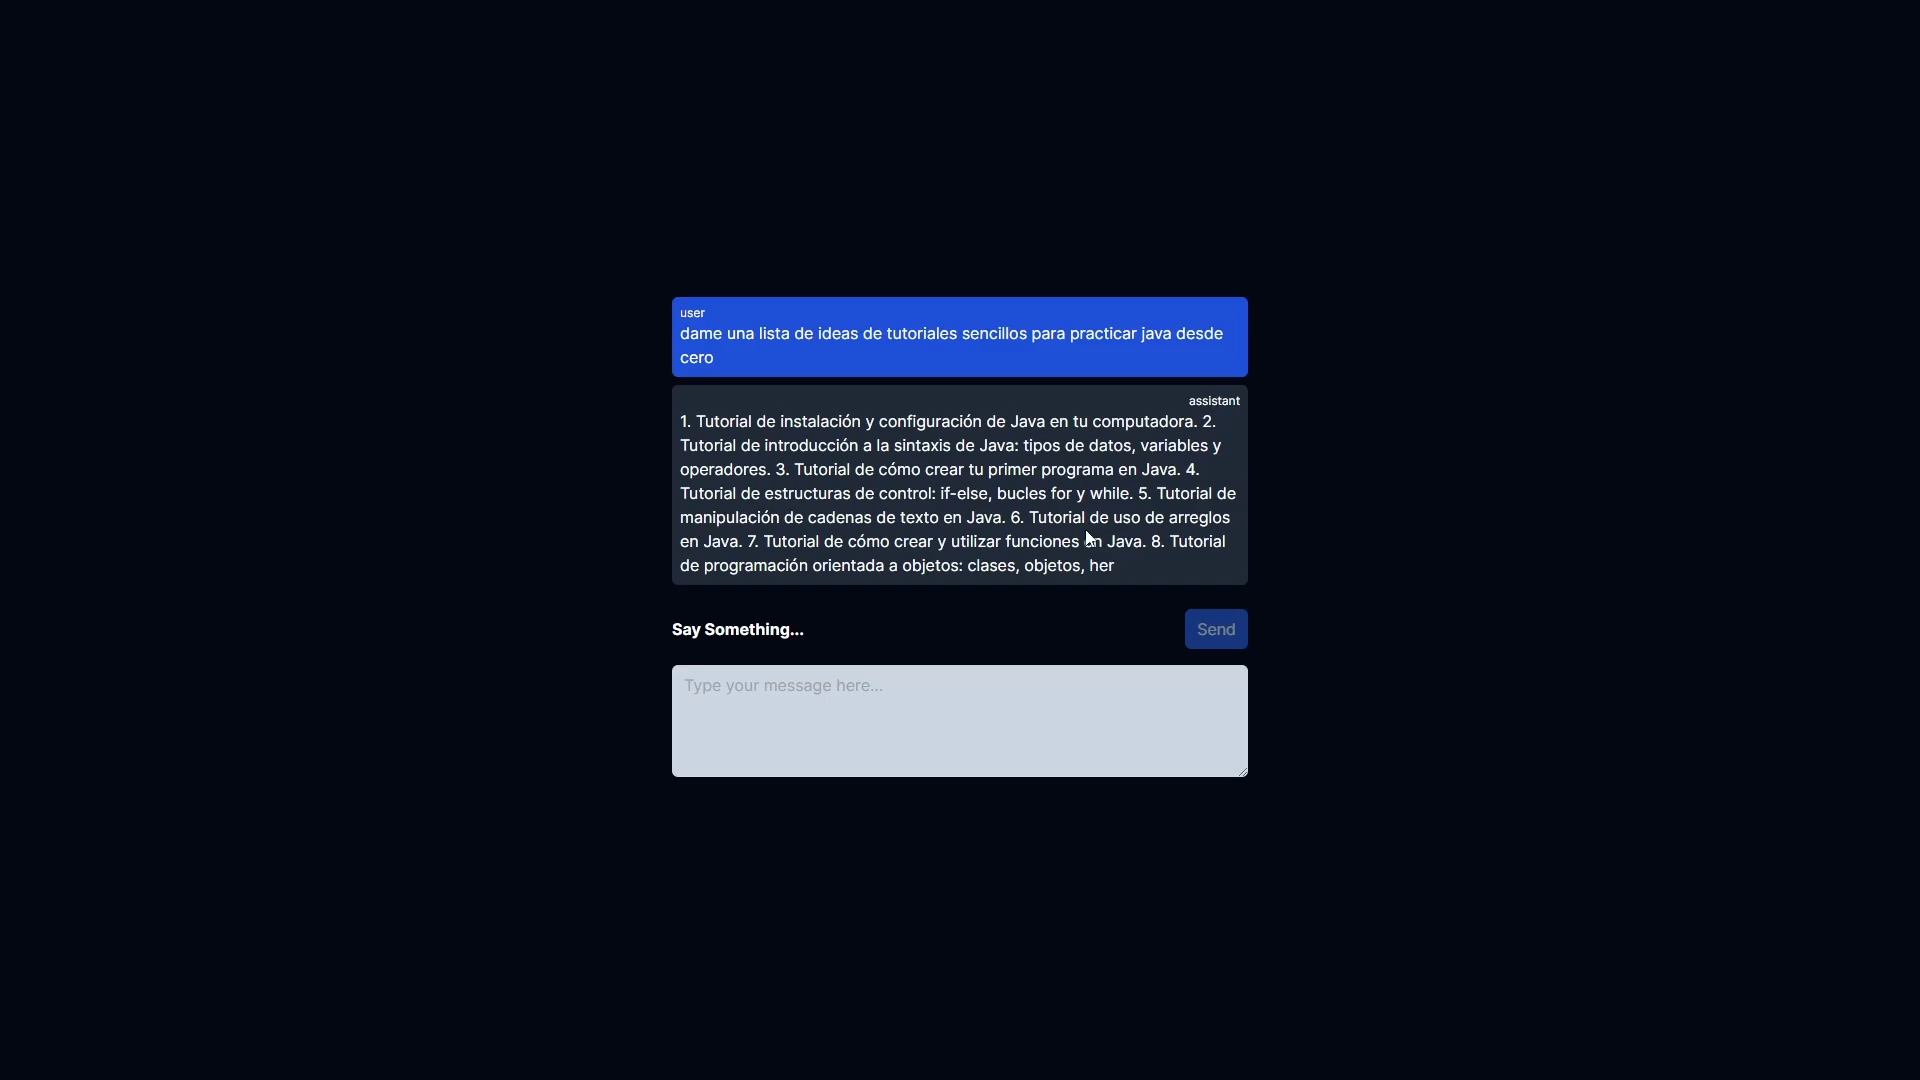 user
dame una lista de ideas de tutoriales sencillos para practicar java desde
cero
assistant
1. Tutorial de instalación y configuración de Java en tu computadora. 2.
Tutorial de introducción a la sintaxis de Java: tipos de datos, variables y
operadores. 3. Tutorial de cómo crear tu primer programa en Java. 4.
Tutorial de estructuras de control: if-else, bucles for y while. 5. Tutorial de
manipulación de cadenas de texto en Java. 6. Tutorial de uso de arreglos
en Java. 7. Tutorial de cómo crear y utilizar funciones en Java. 8. Tutorial
de programación orientada a objetos: clases, objetos, her
Say Something...
Send
Type your message here...